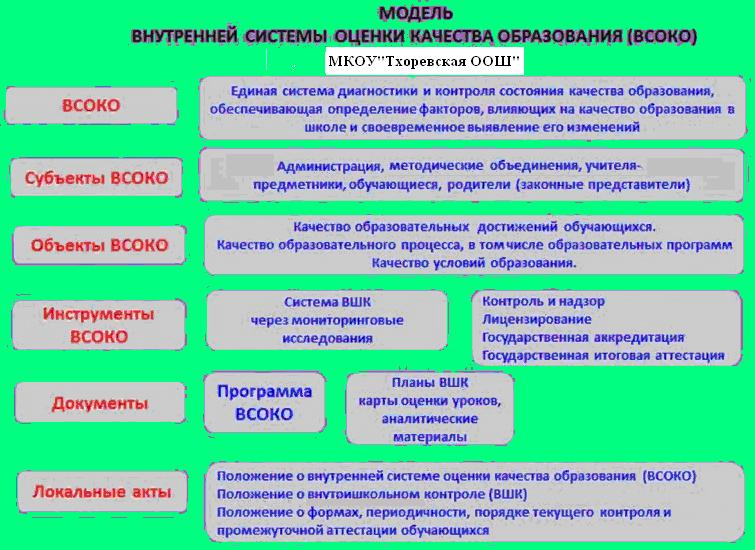 МОДЕЛЬ
ВНУТРЕННЕЙ СИСТЕМЫ ОЦЕНКИ КАЧЕСТВА ОБРАЗОВАНИЯ (ВСОКО)
МКОУ"Тхоревская ООШ"
ВСОКО
Единая система диагностики и контроля состояния качества образования,
обеспечивающая определение факторов, влияющих на качество образования в
школе и своевременное выявление его изменений
Субъекты ВСОКО
Администрация, методические объединения, учителя-
предметники, обучающиеся, родители (законные представители)
Объекты ВСОКО
Качество образовательных достижений обучающихся.
Качество образовательного процесса, в том числе образовательных программ
Качество условий образования.
Инструменты
ВСОКО
Система ВШК
через мониторинговые
исследования
Контроль и надзор
Лицензирование
Государственная аккредитация
Государственная итоговая аттестация
Документы
Программа
ВСОКО
Планы ВШК
карты оценки уроков,
аналитические
материалы
Локальные акты
Положение о внутренней системе оценки качества образования (ВСОКО)
Положение о внутришкольном контроле (ВШК)
Положение о формах, периодичности, порядке текущего контроля и
промежуточной аттестации обучающихся